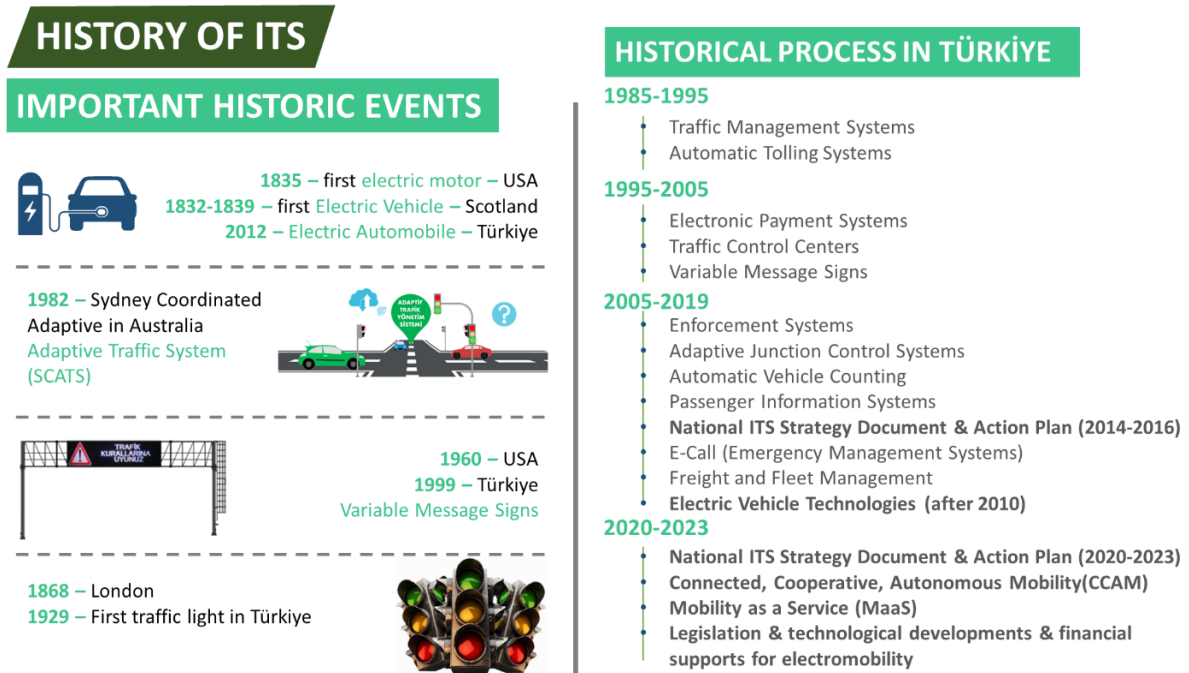 HISTORY OF ITS
IMPORTANT HISTORIC EVENTS
1835 – first electric motor – USA
1832-1839 – first Electric Vehicle – Scotland
2012 – Electric Automobile – Türkiye
1982 – Sydney Coordinated
Adaptive in Australia
Adaptive Traffic System
(SCATS)
ADAPTİF
TRAFİK
YÖNETİM
SİSTEMİ
?
TRAFİK
KURALLARINA
UYUNUZ
1960 – USA
1999 – Türkiye
Variable Message Signs
1868 – London
1929 – First traffic light in Türkiye
HISTORICAL PROCESS IN TÜRKİYE
1985-1995
• Traffic Management Systems
• Automatic Tolling Systems
1995-2005
• Electronic Payment Systems
• Traffic Control Centers
• Variable Message Signs
2005-2019
• Enforcement Systems
• Adaptive Junction Control Systems
• Automatic Vehicle Counting
• Passenger Information Systems
• National ITS Strategy Document & Action Plan (2014-2016)
• E-Call (Emergency Management Systems)
• Freight and Fleet Management
• Electric Vehicle Technologies (after 2010)
2020-2023
• National ITS Strategy Document & Action Plan (2020-2023)
• Connected, Cooperative, Autonomous Mobility(CCAM)
• Mobility as a Service (MaaS)
• Legislation & technological developments & financial
supports for electromobility